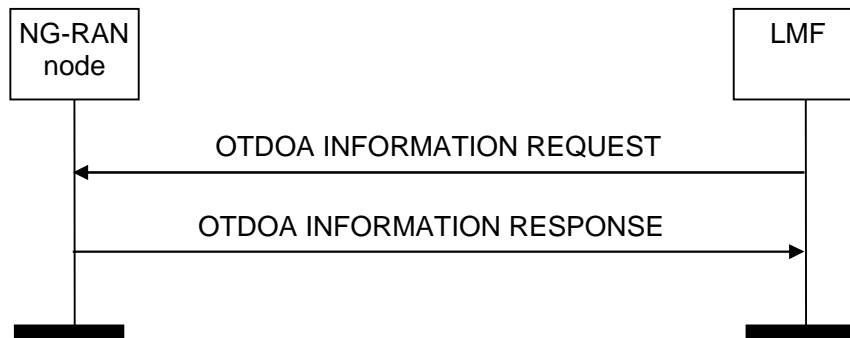 NG-RAN
node
LMF
OTDOA INFORMATION REQUEST
OTDOA INFORMATION RESPONSE